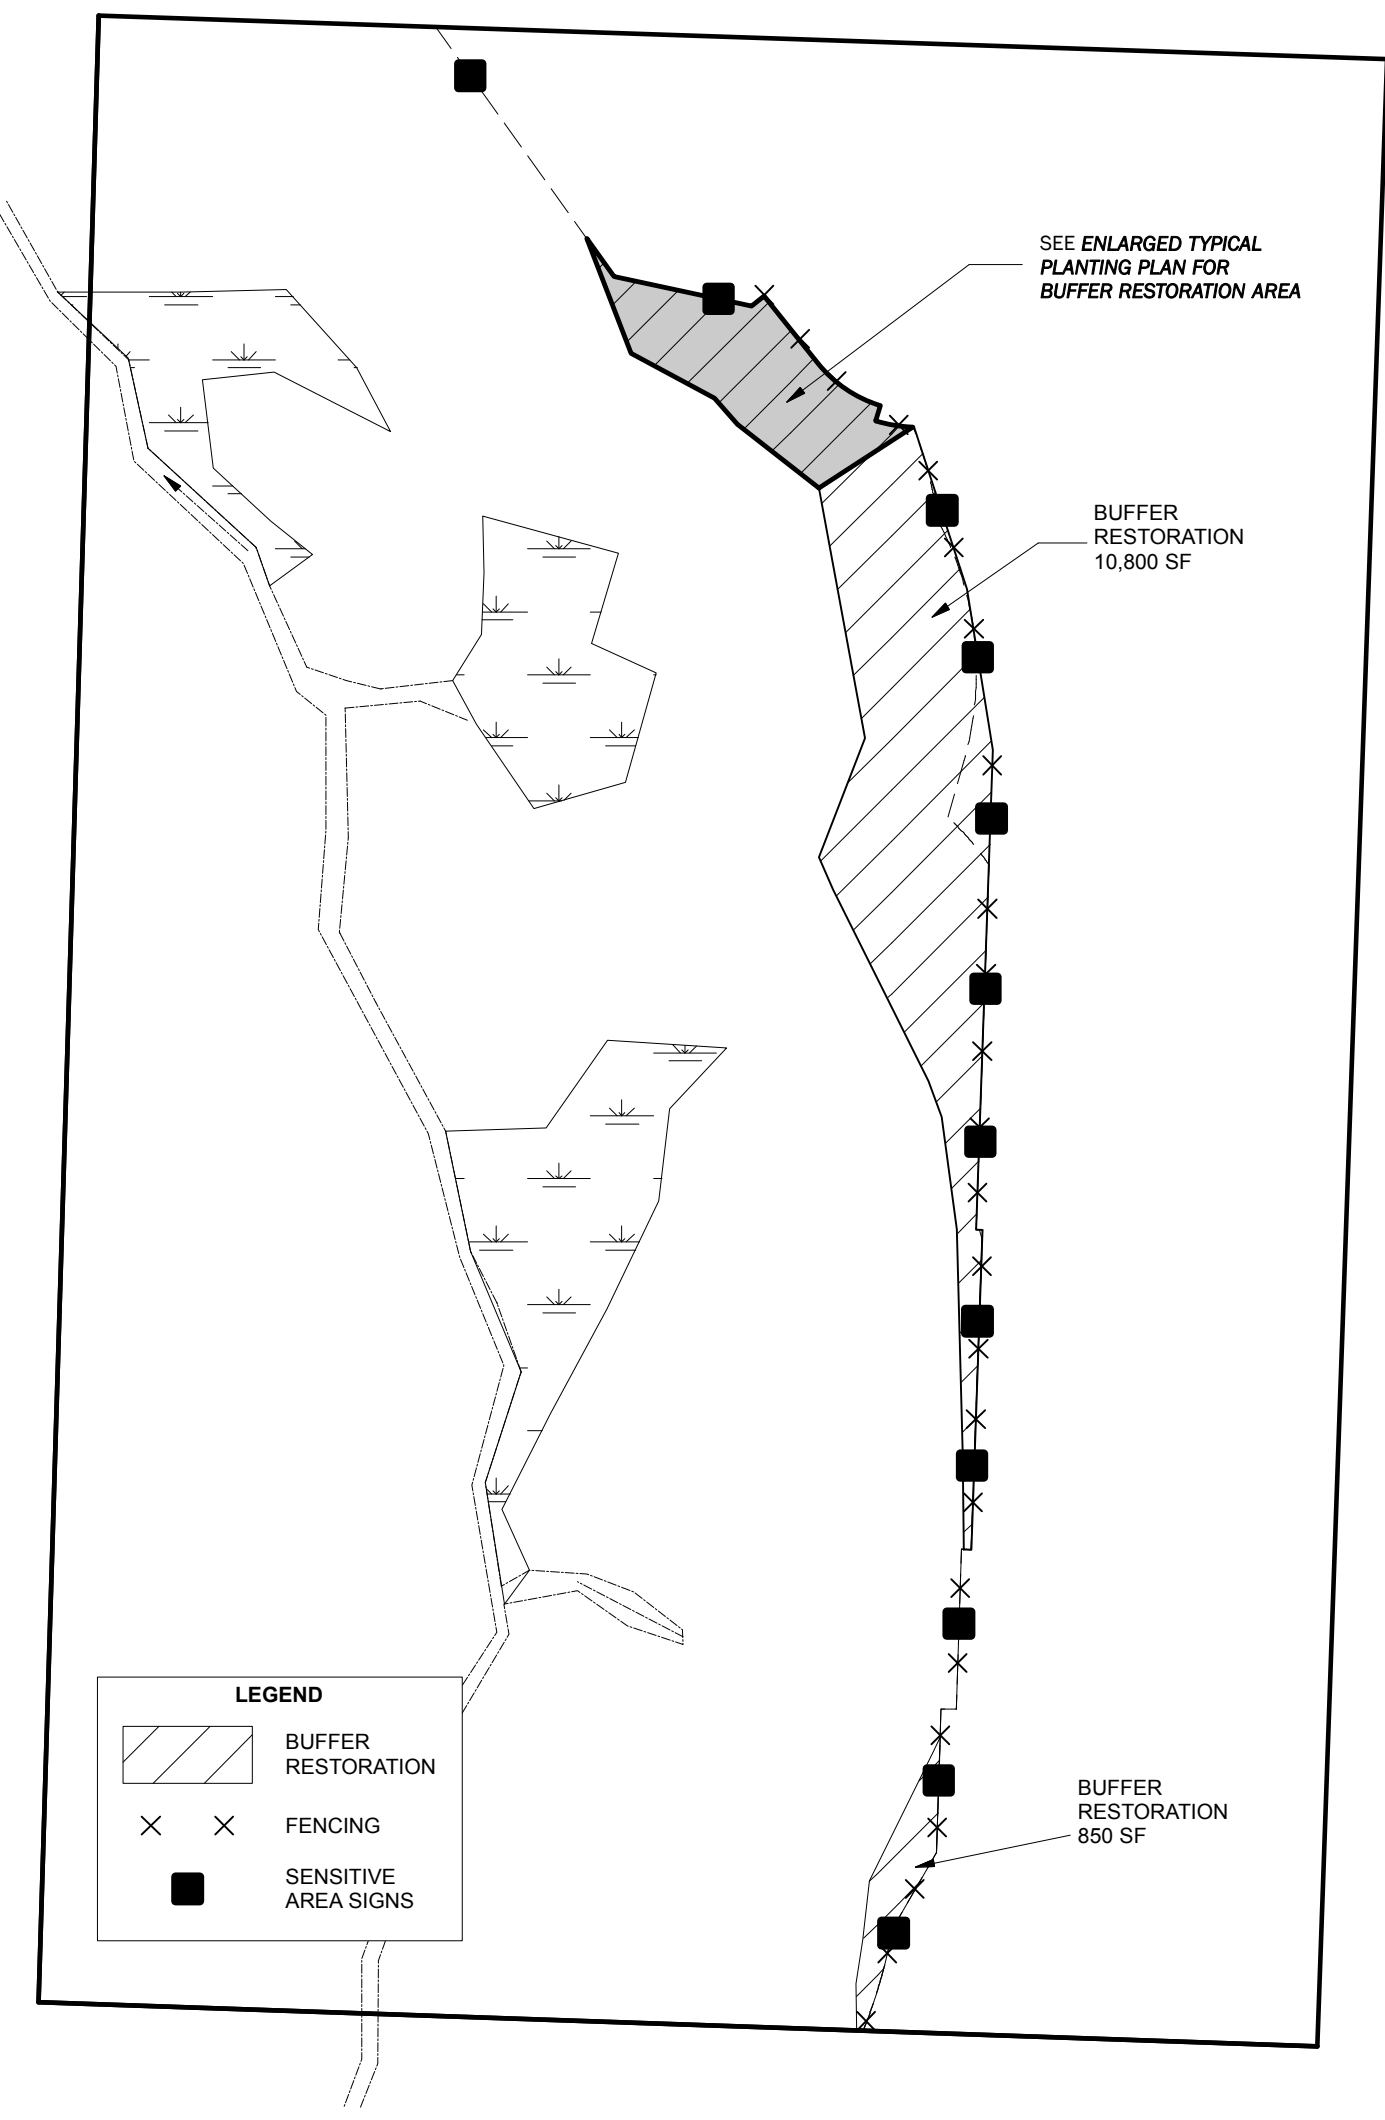 SEE ENLARGED TYPICAL
PLANTING PLAN FOR
BUFFER RESTORATION AREA
BUFFER
RESTORATION
10,800 SF
LEGEND
BUFFER
RESTORATION
FENCING
SENSITIVE
AREA SIGNS
BUFFER
RESTORATION
850 SF